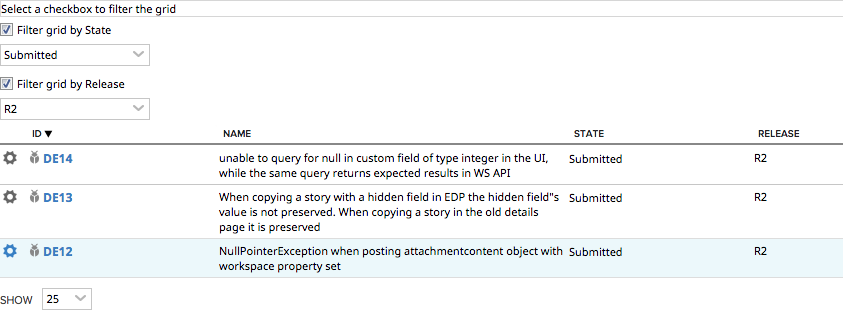 Select a checkbox to filter the grid
Filter grid by State
Submitted
Filter grid by Release
R2
ID NAME STATE RELEASE
DE14 unable to query for null in custom field of type integer in the UI, Submitted R2
while the same query returns expected results in WS API
DE13 When copying a story with a hidden field in EDP the hidden field"s Submitted R2
value is not preserved. When copying a story in the old details
page it is preserved
DE12 NullPointerException when posting attachmentcontent object with Submitted R2
workspace property set
SHOW 25